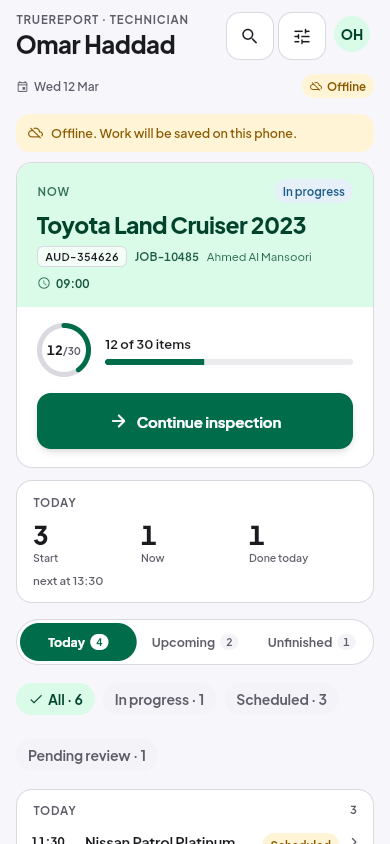 TRUEREPORT · TECHNICIAN
Omar Haddad
OH
Wed 12 Mar
Offline
Offline. Work will be saved on this phone.
NOW
In progress
Toyota Land Cruiser 2023
AUD-354626 JOB-10485 Ahmed Al Mansoori
09:00
12/30
12 of 30 items
Continue inspection
TODAY
3 1 1
Start Now Done today
next at 13:30
Today 4 Upcoming 2 Unfinished 1
All · 6 In progress · 1 Scheduled · 3
Pending review · 1
TODAY 3
11:30 Nissan Patrol Platinum Scheduled